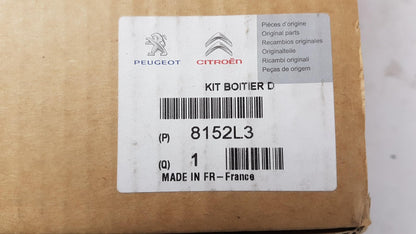 PEUGEOT
CITROËN
Pièces d'origine
Original parts
Recambios originales
Originalteile
Ricambi originali
Peças de origem
KIT BOITIER D
(P) 8152L3
(Q) 1
MADE IN FR-France